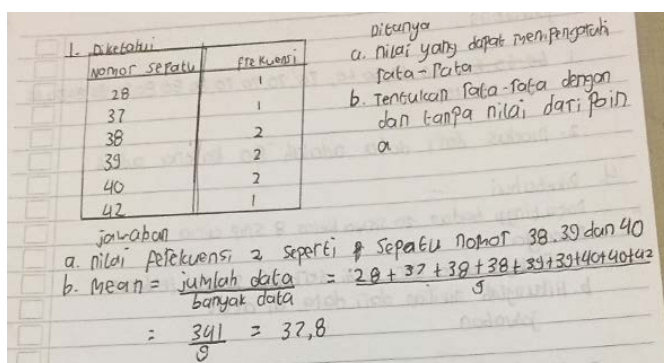 1. Diketahui
Nomor sepatu frekuensi
28 1
37 1
38 2
39 2
40 2
42 1
Ditanya
a. nilai yang dapat mempengaruhi
rata-rata
b. Tentukan rata-rata dengan
dan tanpa nilai dari poin
a
jawaban
a. nilai frekuensi 2 seperti sepatu nomor 38.39 dan 40
b. Mean = jumlah data / banyak data = 28 + 37 + 38 + 38 + 39 + 39 + 40 + 40 + 42 / 9
= 341 / 9 = 37,8